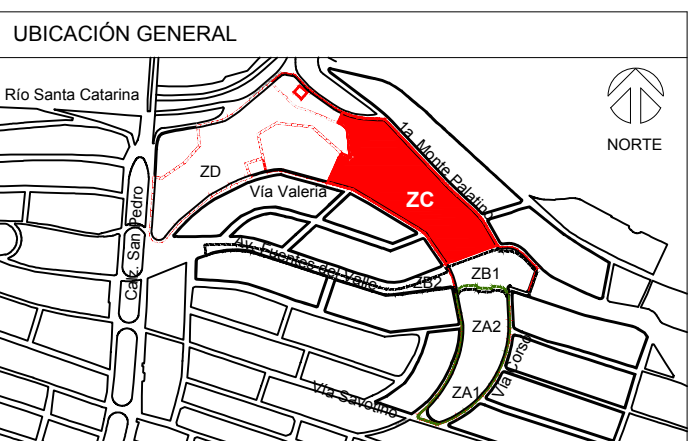 UBICACIÓN GENERAL
Río Santa Catarina
NORTE
1a. Monte Palatino
ZD
Vía Valeria
ZC
Calz. San Pedro
Av. Fuentes del Valle
ZB2
ZB1
ZA2
Vía Corso
Vía Savotino
ZA1